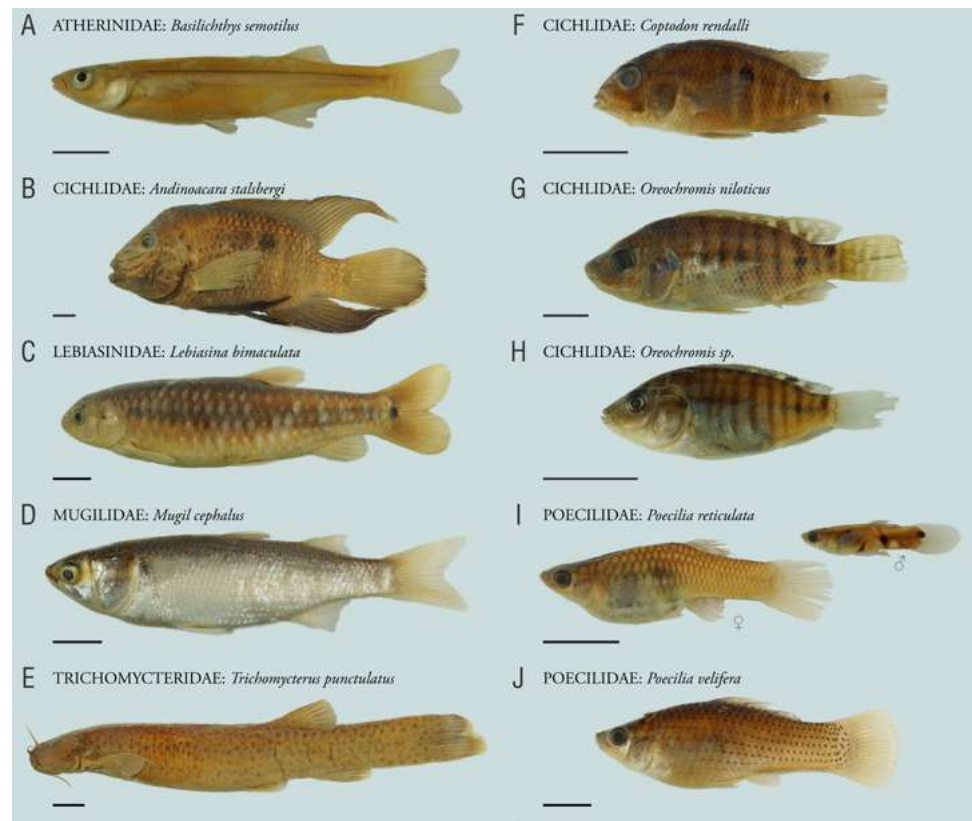 A ATHERINIDAE: Basilichthys semotilus
B CICHLIDAE: Andinoacara stalsbergi
C LEBIASINIDAE: Lebiasina bimaculata
D MUGILIDAE: Mugil cephalus
E TRICHOMYCTERIDAE: Trichomycterus punctulatus
F CICHLIDAE: Coptodon rendalli
G CICHLIDAE: Oreochromis niloticus
H CICHLIDAE: Oreochromis sp.
I POECILIDAE: Poecilia reticulata
♂
♀
J POECILIDAE: Poecilia velifera